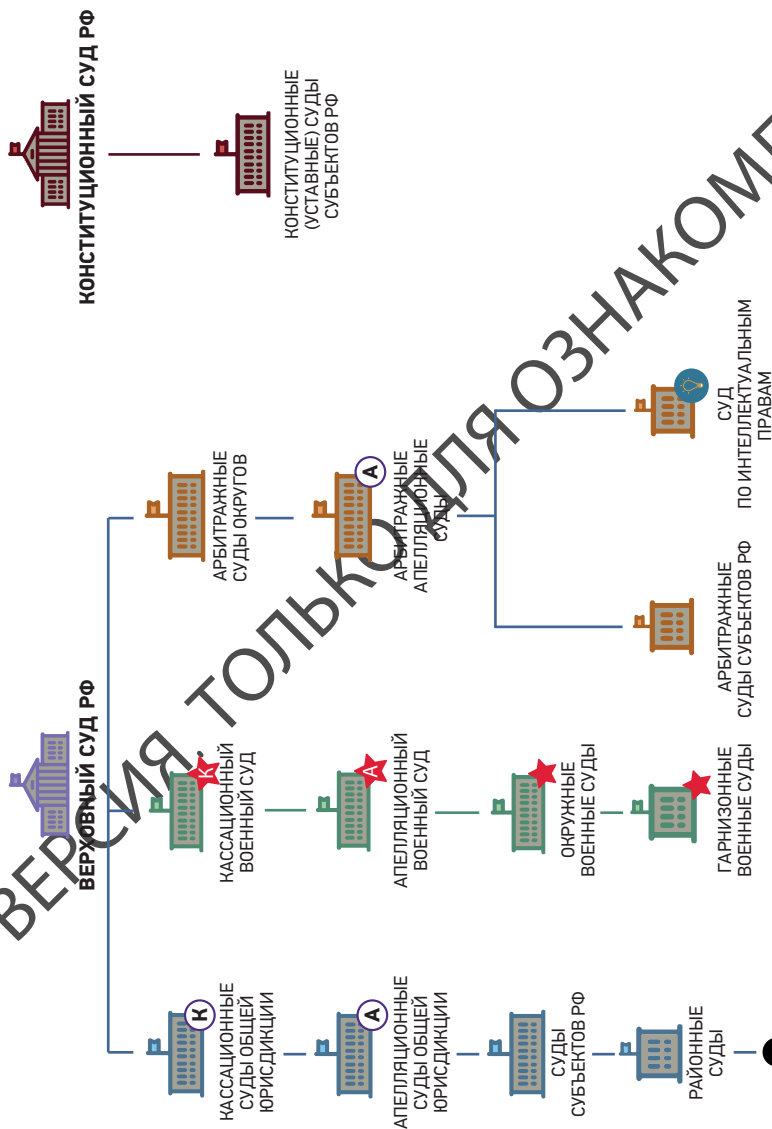 КОНСТИТУЦИОННЫЙ СУД РФ
КОНСТИТУЦИОННЫЕ
(УСТАВНЫЕ) СУДЫ
СУБЪЕКТОВ РФ
ВЕРХОВНЫЙ СУД РФ
КАССАЦИОННЫЕ
СУДЫ ОБЩЕЙ
ЮРИСДИКЦИИ
К
АПЕЛЛЯЦИОННЫЕ
СУДЫ ОБЩЕЙ
ЮРИСДИКЦИИ
А
СУДЫ
СУБЪЕКТОВ РФ
РАЙОННЫЕ
СУДЫ
КАССАЦИОННЫЙ
ВОЕННЫЙ СУД
К
АПЕЛЛЯЦИОННЫЙ
ВОЕННЫЙ СУД
А
ОКРУЖНЫЕ
ВОЕННЫЕ СУДЫ
ГАРНИЗОННЫЕ
ВОЕННЫЕ СУДЫ
АРБИТРАЖНЫЕ
СУДЫ ОКРУГОВ
АРБИТРАЖНЫЕ
АПЕЛЛЯЦИОННЫЕ
СУДЫ
А
АРБИТРАЖНЫЕ
СУДЫ СУБЪЕКТОВ РФ
СУД
ПО ИНТЕЛЛЕКТУАЛЬНЫМ
ПРАВАМ
ВЕРСИЯ. ТОЛЬКО ДЛЯ